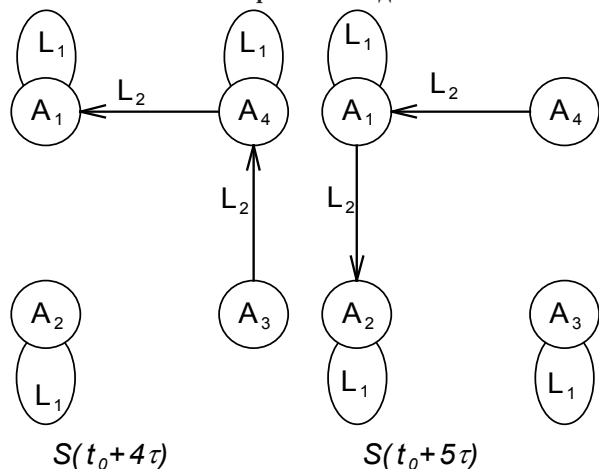 L₁ L₁ L₁
A₁ L₂ A₄ A₁ L₂ A₄
L₂ L₂
A₂ A₃ A₂ A₃
L₁ L₁ L₁
S(t₀+4τ) S(t₀+5τ)